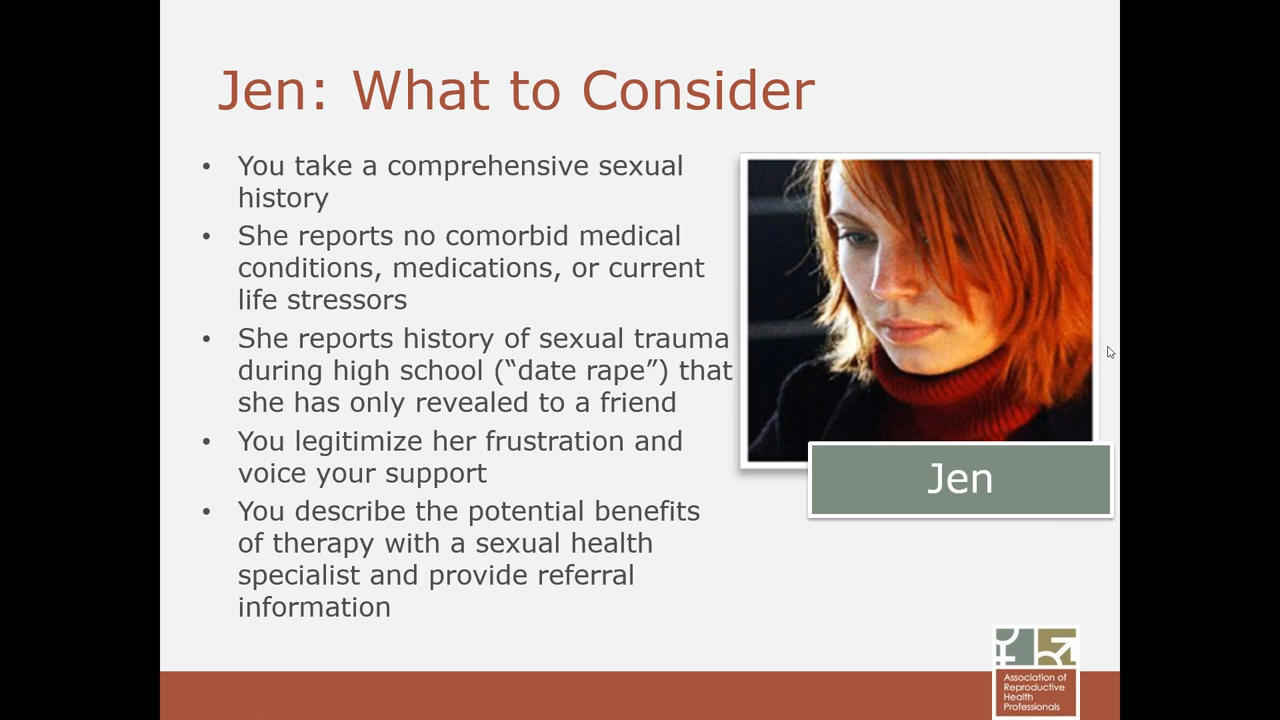 Jen: What to Consider
• You take a comprehensive sexual
history
• She reports no comorbid medical
conditions, medications, or current
life stressors
• She reports history of sexual trauma
during high school (“date rape”) that
she has only revealed to a friend
• You legitimize her frustration and
voice your support
• You describe the potential benefits
of therapy with a sexual health
specialist and provide referral
information
Jen
Association of
Reproductive
Health
Professionals